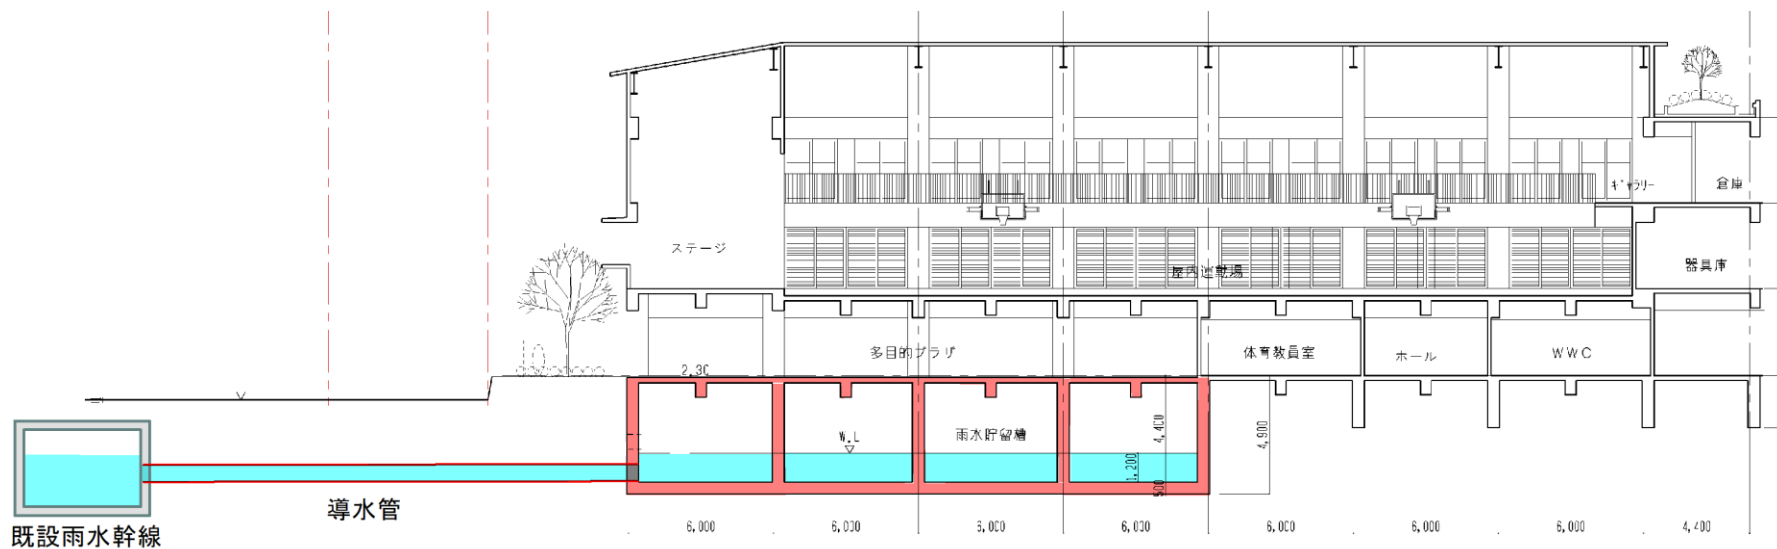 ギャラリー
倉庫
ステージ
屋内運動場
器具庫
多目的プラザ
体育教員室
ホール
WWC
2,30
W.L
雨水貯留槽
4,400
4,900
1,200
500
導水管
既設雨水幹線
6,000
6,000
6,000
6,000
6,000
6,000
6,000
4,400